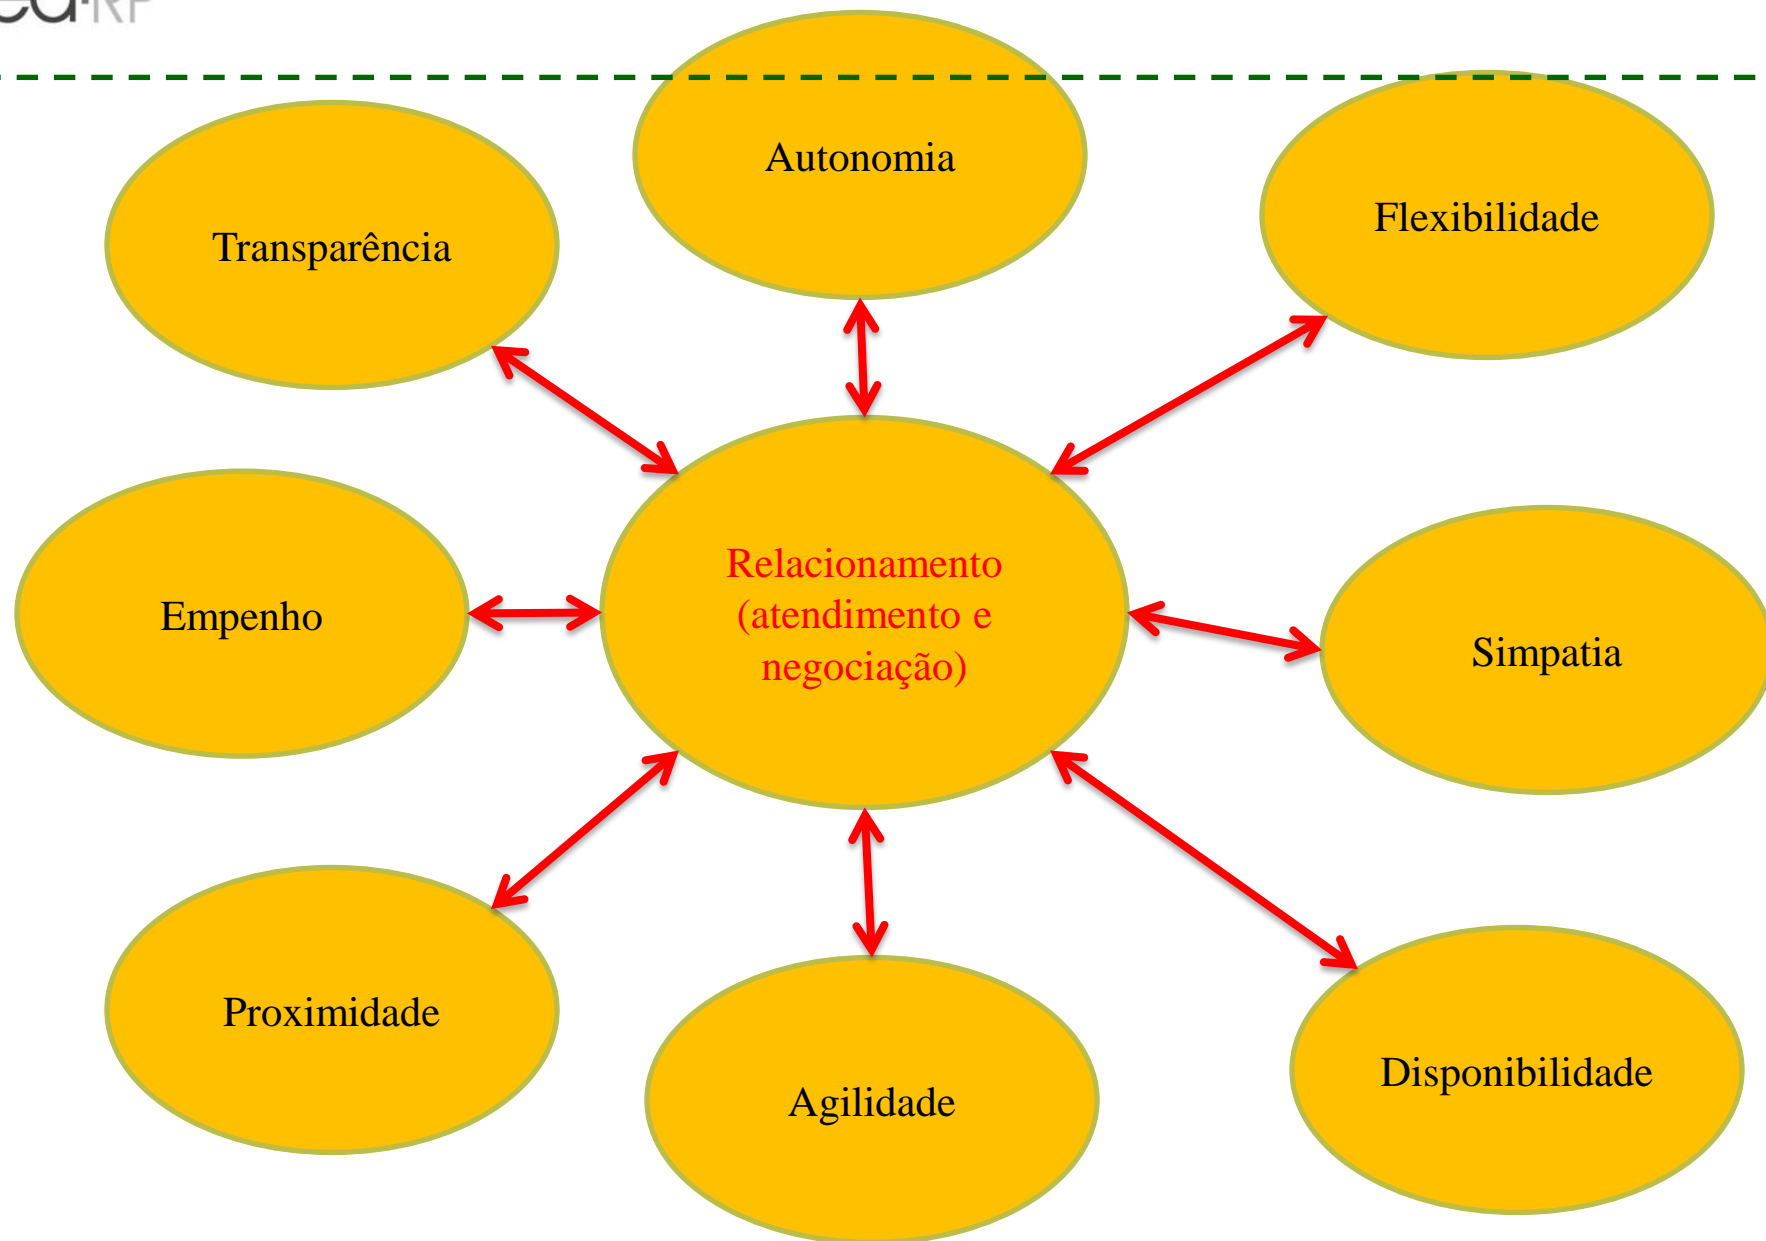 Autonomia
Flexibilidade
Transparência
Relacionamento
(atendimento e
negociação)
Empenho
Simpatia
Proximidade
Disponibilidade
Agilidade